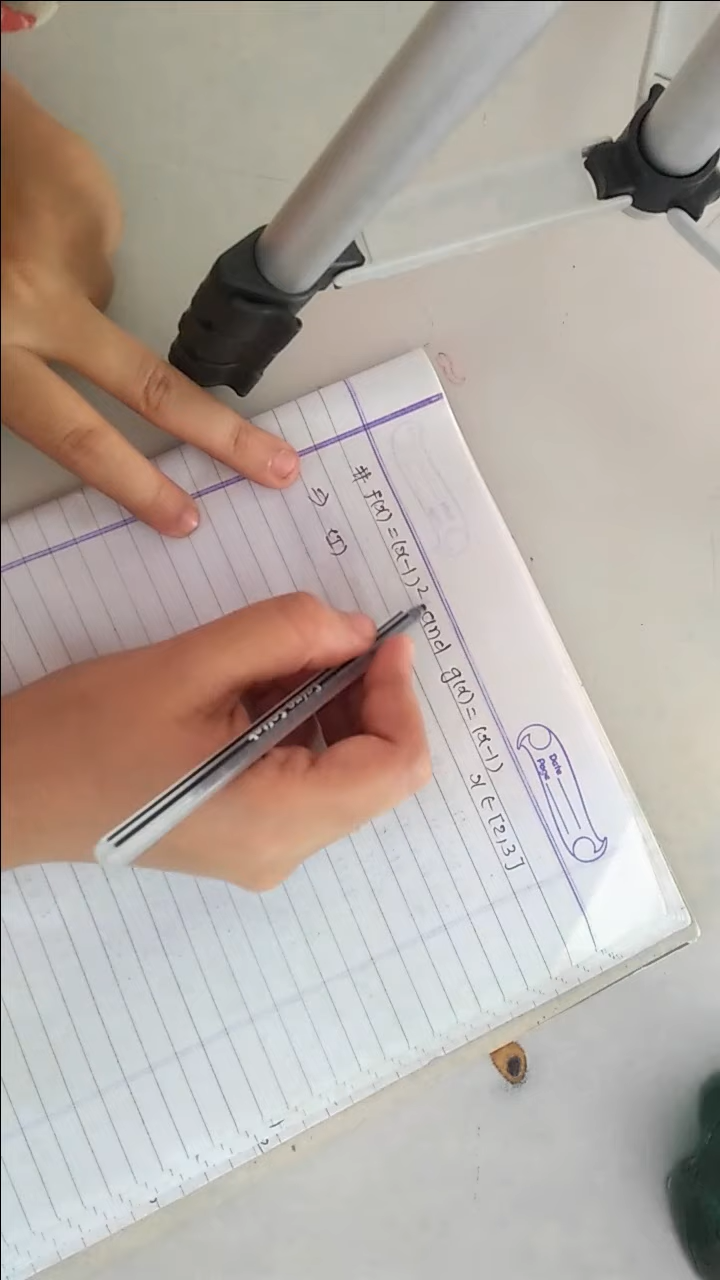 Date
Page
# f(x) = (x-1)² and g(x) = (x-1)
x ∈ [2,3]
⇒ (I)